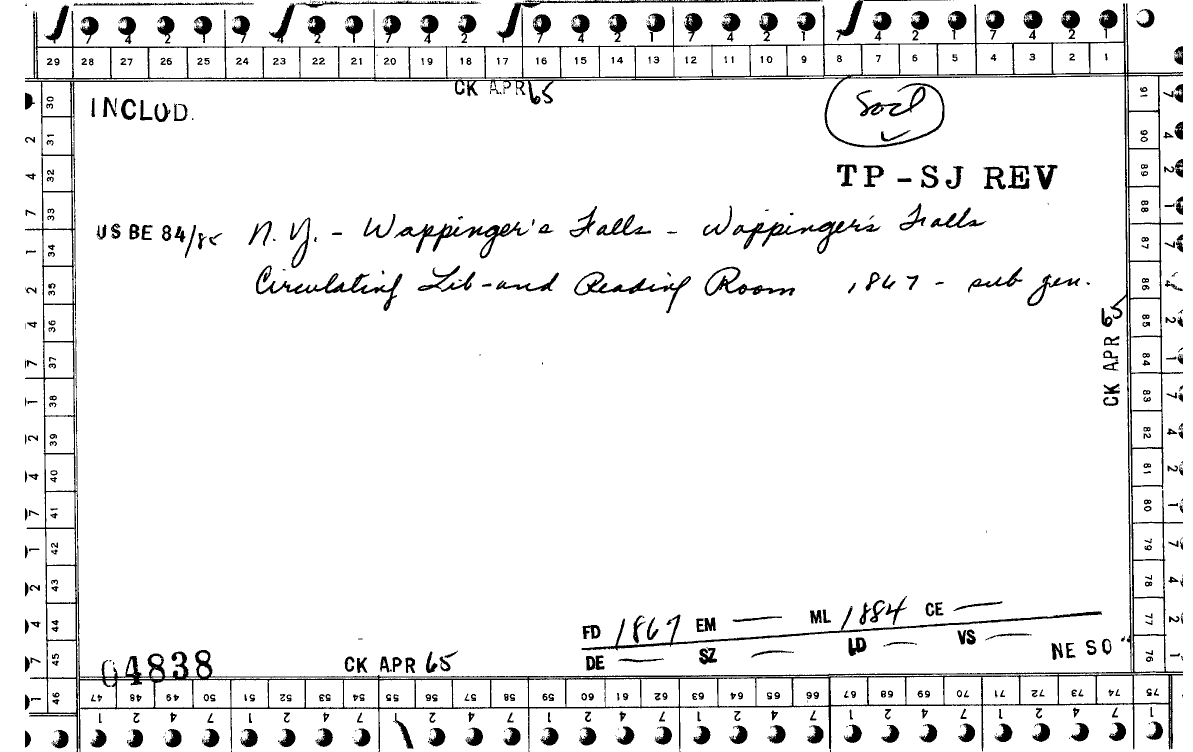 7 4 2 1 7 4 2 1 7 4 2 1 7 4 2 1 7 4 2 1 7 4 2 1 7 4 2 1
29 28 27 26 25 24 23 22 21 20 19 18 17 16 15 14 13 12 11 10 9 8 7 6 5 4 3 2 1
CK APR 65
INCLUD.
Socl
TP-SJ REV
US BE 84/85 N.Y. - Wappinger's Falls - Wappinger's Falls
Circulating Lib-and Reading Room 1867 - sub gen.
CK APR 65
30 31 32 33 34 35 36 37 38 39 40 41 42 43 44 45 46
91 90 89 88 87 86 85 84 83 82 81 80 79 78 77 76
FD 1867 EM — ML 1884 CE —
DE — SZ — LD — VS —
NE SO
04838
CK APR 65
47 48 49 50 51 52 53 54 55 56 57 58 59 60 61 62 63 64 65 66 67 68 69 70 71 72 73 74 75
1 2 4 7 1 2 4 7 1 2 4 7 1 2 4 7 1 2 4 7 1 2 4 7 1 2 4 7 1